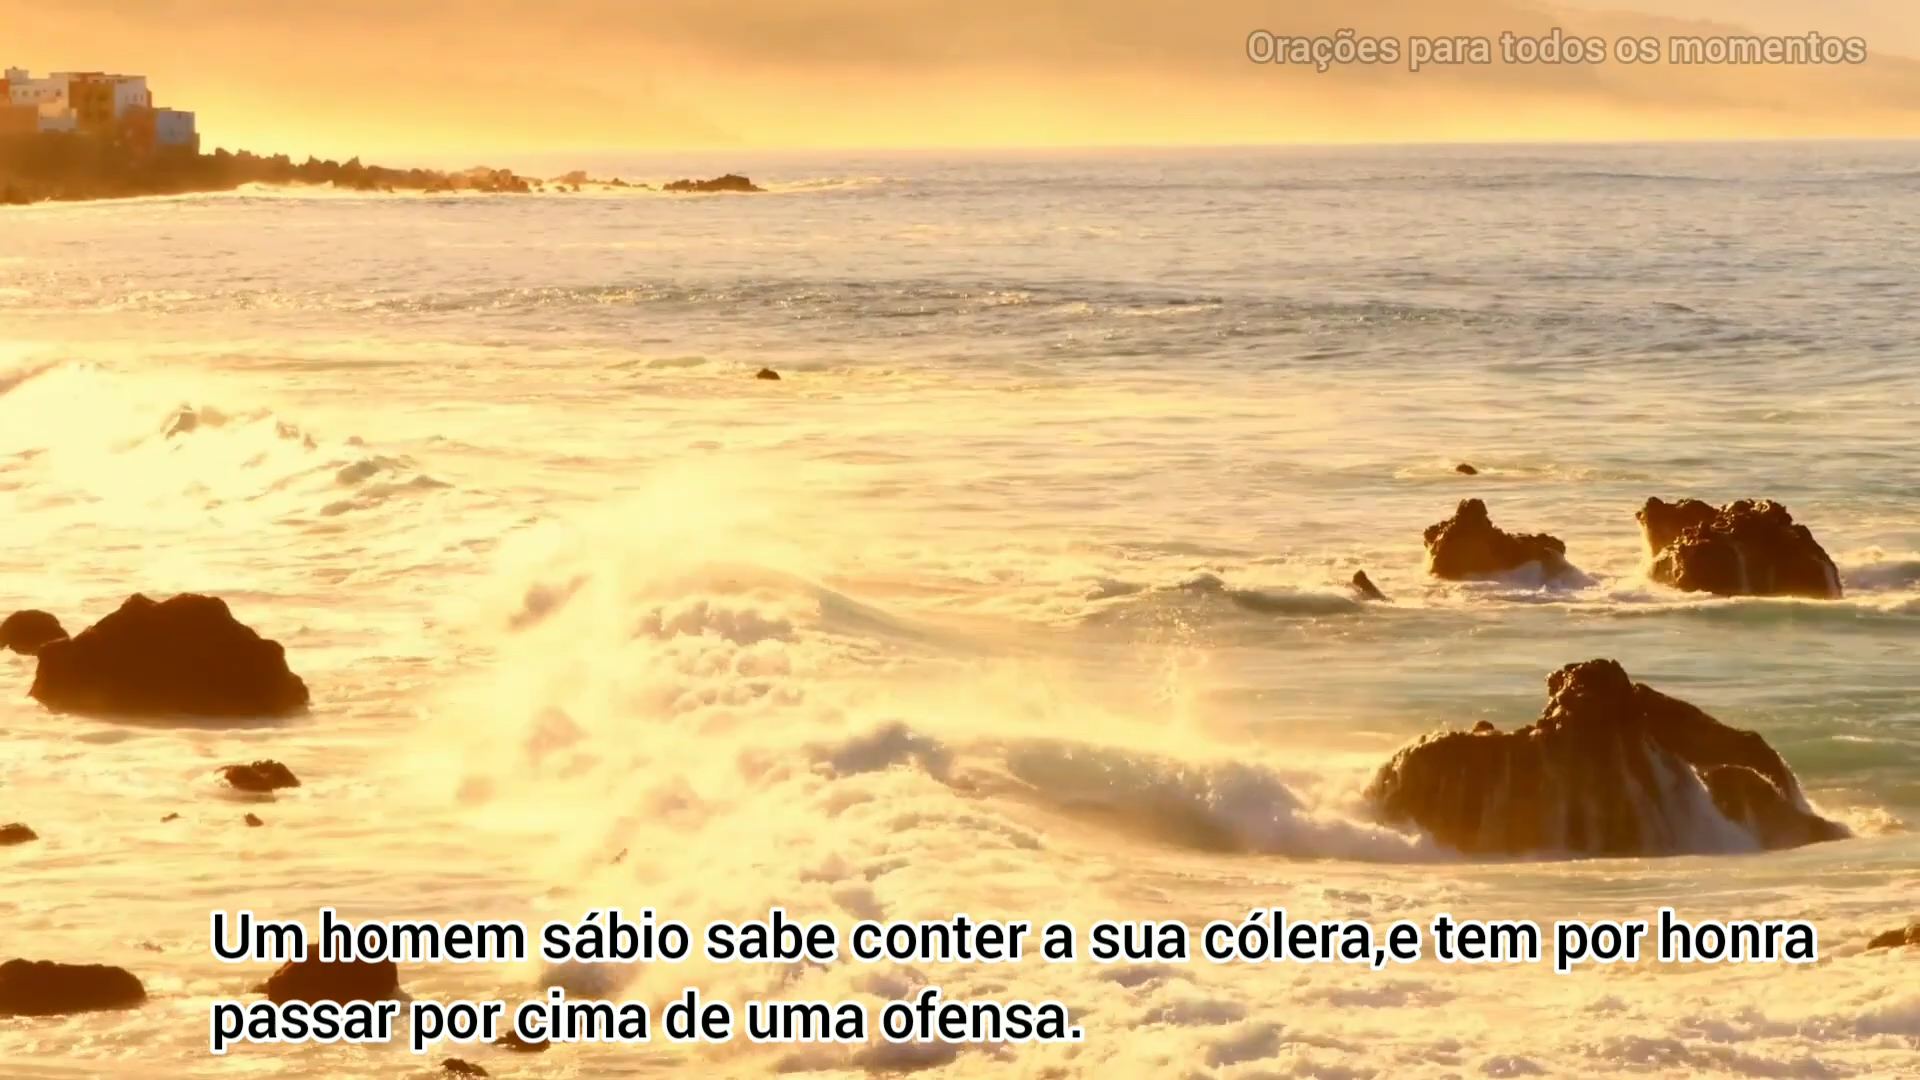 Orações para todos os momentos
Um homem sábio sabe conter a sua cólera,e tem por honra
passar por cima de uma ofensa.